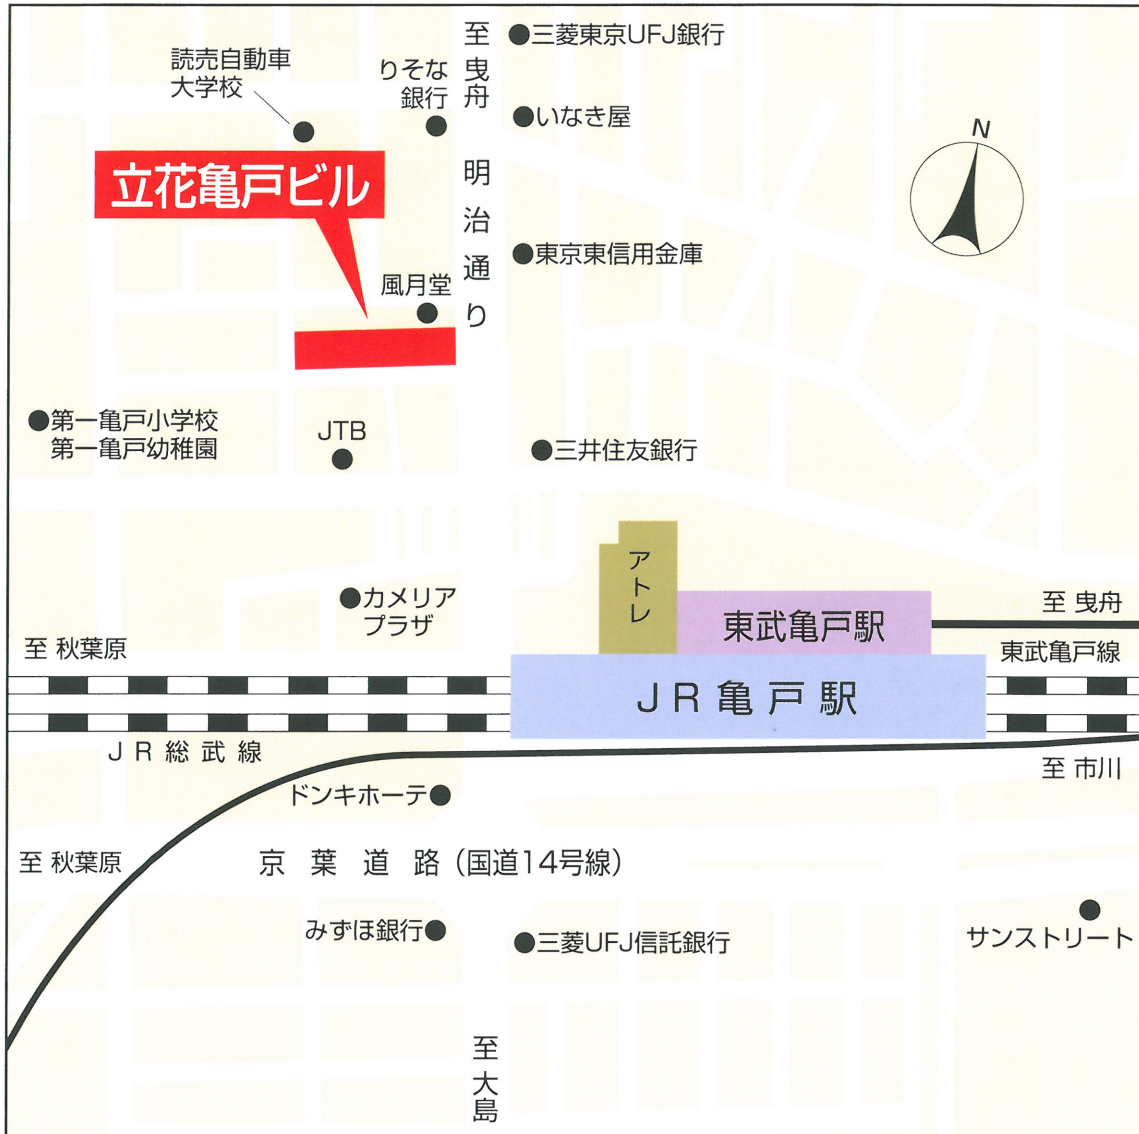 至曳舟
三菱東京UFJ銀行
読売自動車
大学校
りそな
銀行
いなき屋
N
立花亀戸ビル
明治通り
東京東信用金庫
風月堂
第一亀戸小学校
第一亀戸幼稚園
JTB
三井住友銀行
アトレ
カメリア
プラザ
東武亀戸駅
至 曳舟
東武亀戸線
至 秋葉原
JR亀戸駅
JR総武線
至 市川
ドンキホーテ
至 秋葉原
京葉道路(国道14号線)
みずほ銀行
三菱UFJ信託銀行
サンストリート
至大島